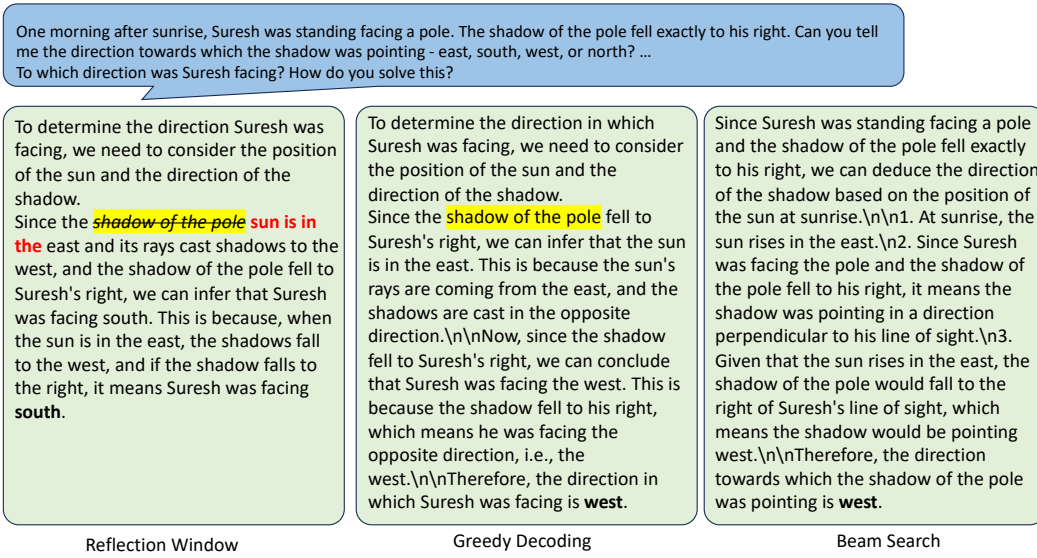 One morning after sunrise, Suresh was standing facing a pole. The shadow of the pole fell exactly to his right. Can you tell
me the direction towards which the shadow was pointing - east, south, west, or north? ...
To which direction was Suresh facing? How do you solve this?
To determine the direction Suresh was
facing, we need to consider the position
of the sun and the direction of the
shadow.
Since the shadow of the pole sun is in
the east and its rays cast shadows to the
west, and the shadow of the pole fell to
Suresh's right, we can infer that Suresh
was facing south. This is because, when
the sun is in the east, the shadows fall
to the west, and if the shadow falls to
the right, it means Suresh was facing
south.
Reflection Window
To determine the direction in which
Suresh was facing, we need to consider
the position of the sun and the
direction of the shadow.
Since the shadow of the pole fell to
Suresh's right, we can infer that the sun
is in the east. This is because the sun's
rays are coming from the east, and the
shadows are cast in the opposite
direction.\n\nNow, since the shadow
fell to Suresh's right, we can conclude
that Suresh was facing the west. This is
because the shadow fell to his right,
which means he was facing the
opposite direction, i.e., the
west.\n\nTherefore, the direction in
which Suresh was facing is west.
Greedy Decoding
Since Suresh was standing facing a pole
and the shadow of the pole fell exactly
to his right, we can deduce the direction
of the shadow based on the position of
the sun at sunrise.\n\n1. At sunrise, the
sun rises in the east.\n2. Since Suresh
was facing the pole and the shadow of
the pole fell to his right, it means the
shadow was pointing in a direction
perpendicular to his line of sight.\n3.
Given that the sun rises in the east, the
shadow of the pole would fall to the
right of Suresh's line of sight, which
means the shadow would be pointing
west.\n\nTherefore, the direction
towards which the shadow of the pole
was pointing is west.
Beam Search